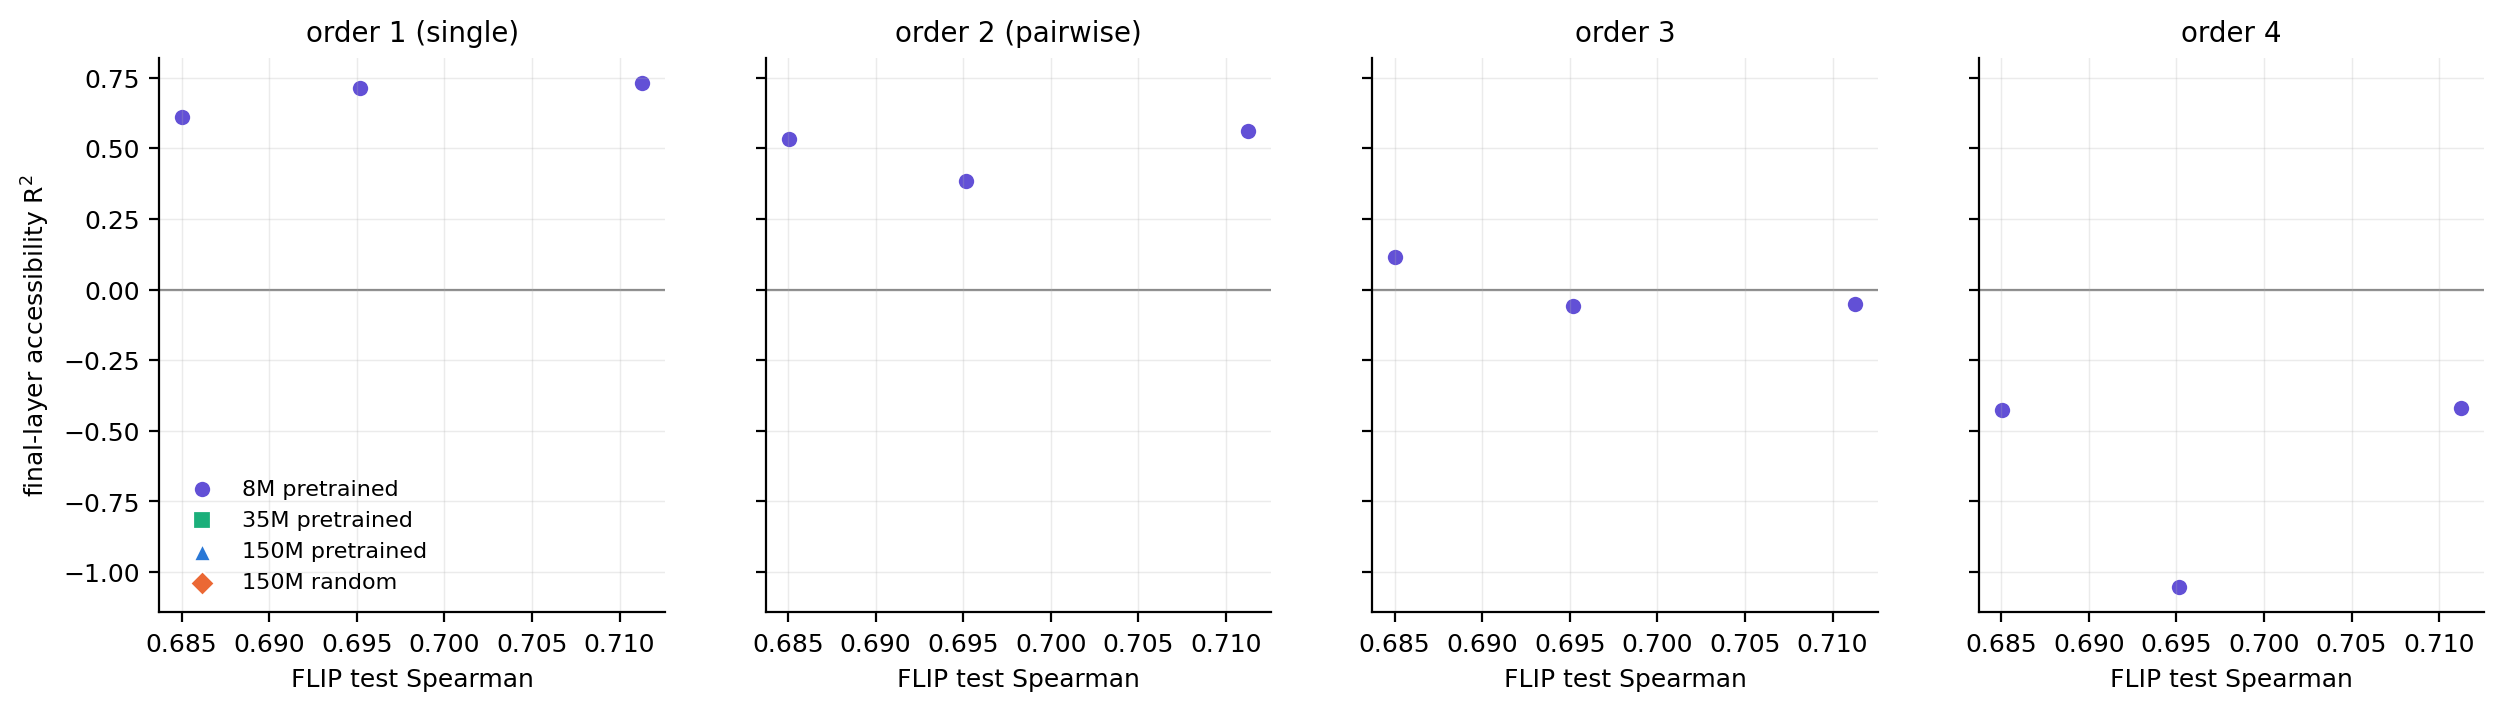 order 1 (single)
order 2 (pairwise)
order 3
order 4
final-layer accessibility R²
0.75
0.50
0.25
0.00
−0.25
−0.50
−0.75
−1.00
8M pretrained
35M pretrained
150M pretrained
150M random
0.685 0.690 0.695 0.700 0.705 0.710
0.685 0.690 0.695 0.700 0.705 0.710
0.685 0.690 0.695 0.700 0.705 0.710
0.685 0.690 0.695 0.700 0.705 0.710
FLIP test Spearman
FLIP test Spearman
FLIP test Spearman
FLIP test Spearman